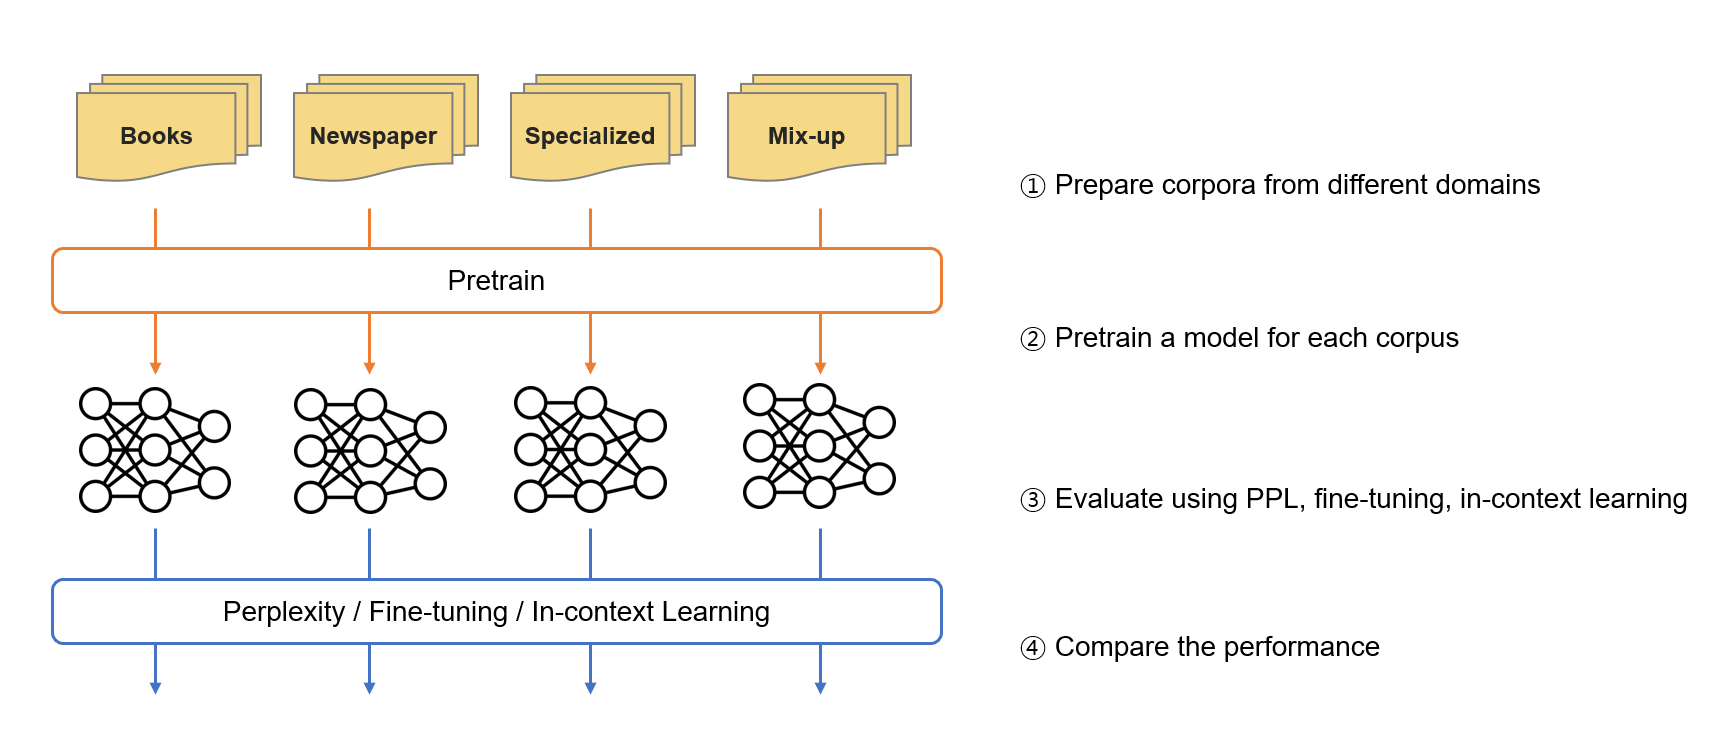 Books
Newspaper
Specialized
Mix-up
① Prepare corpora from different domains
Pretrain
② Pretrain a model for each corpus
③ Evaluate using PPL, fine-tuning, in-context learning
Perplexity / Fine-tuning / In-context Learning
④ Compare the performance